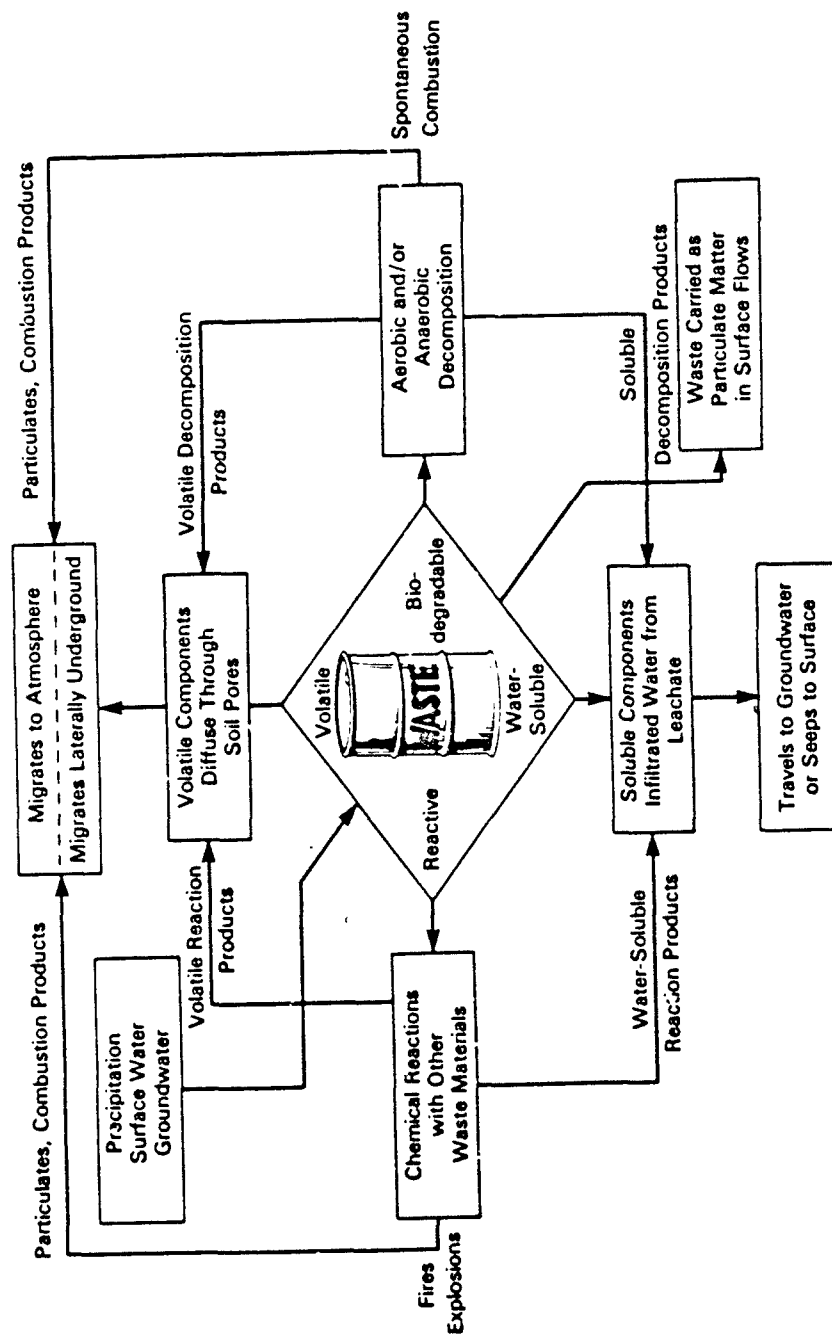 Particulates, Combustion Products
Particulates, Combustion Products
Migrates to Atmosphere
Migrates Laterally Underground
Precipitation
Surface Water
Groundwater
Volatile Reaction
Products
Volatile Components
Diffuse Through
Soil Pores
Volatile Decomposition
Products
Fires
Explosions
Chemical Reactions
with Other
Waste Materials
Reactive
Volatile
WASTE
Water-
Soluble
Bio-
degradable
Aerobic and/or
Anaerobic
Decomposition
Spontaneous
Combustion
Water-Soluble
Reaction Products
Soluble Components
Infiltrated Water from
Leachate
Soluble
Decomposition Products
Waste Carried as
Particulate Matter
in Surface Flows
Travels to Groundwater
or Seeps to Surface